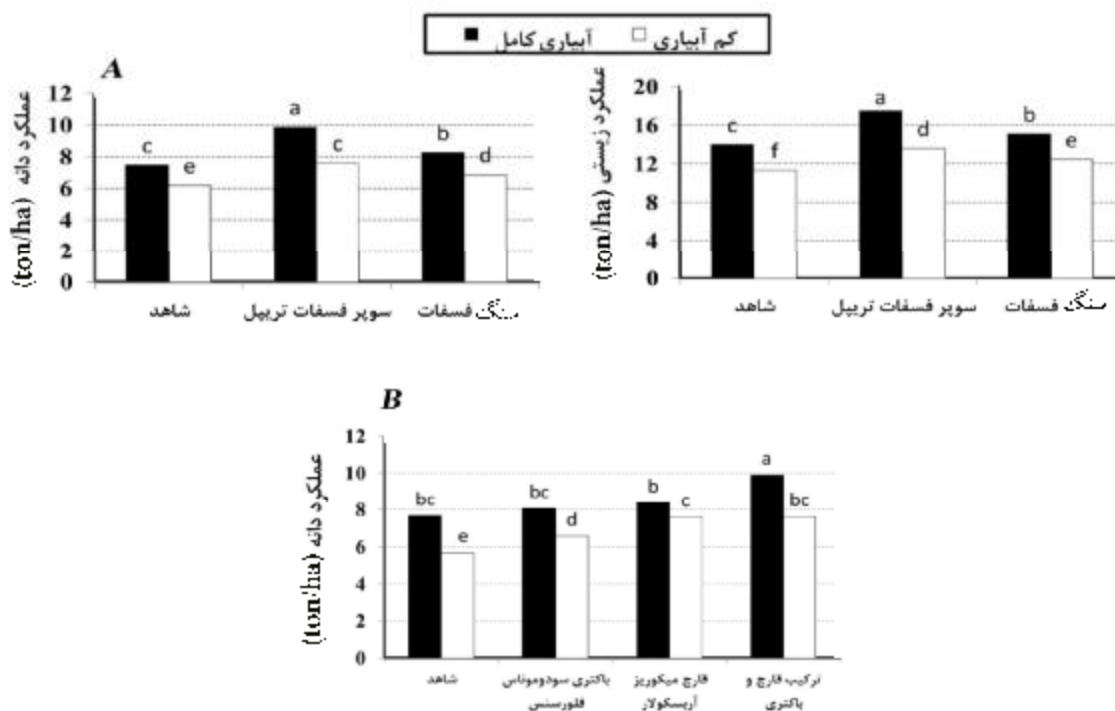 آبیاری کامل کم آبیاری
A
عملکرد دانه (ton/ha)
12
10
8
6
4
2
0
c e a c b d
شاهد سوپر فسفات تریپل سنگ فسفات
عملکرد زیستی (ton/ha)
20
16
12
8
4
0
c f a d b e
شاهد سوپر فسفات تریپل سنگ فسفات
B
عملکرد دانه (ton/ha)
12
10
8
6
4
2
0
bc e bc d b c a bc
شاهد
باکتری سودوموناس
فلورسنس
قارچ میکوریز
آربسکولار
ترکیب قارچ و
باکتری